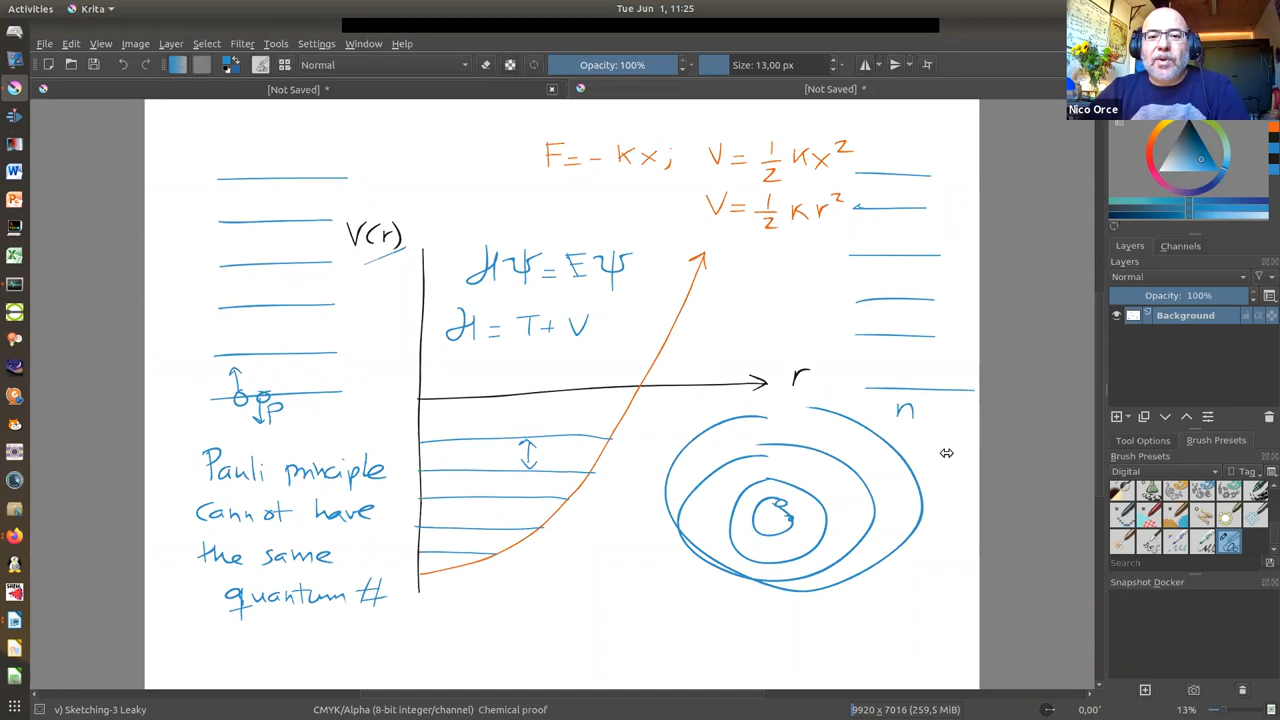 Activities
Krita
Tue Jun 1, 11:25
File Edit View Image Layer Select Filter Tools Settings Window Help
Normal
Opacity: 100%
Size: 13,00 px
[Not Saved] *
[Not Saved] *
Nico Orce
F = - K x ; V = 1/2 K x²
V = 1/2 K r²
V(r)
Hψ = Eψ
H = T + V
r
P
n
Pauli principle
cannot have
the same
quantum #
Layers
Channels
Layers
Normal
Opacity: 100%
Background
Tool Options
Brush Presets
Brush Presets
Digital
Tag
Search
Snapshot Docker
v) Sketching-3 Leaky
CMYK/Alpha (8-bit integer/channel) Chemical proof
9920 x 7016 (259,5 MiB)
0,00°
13%